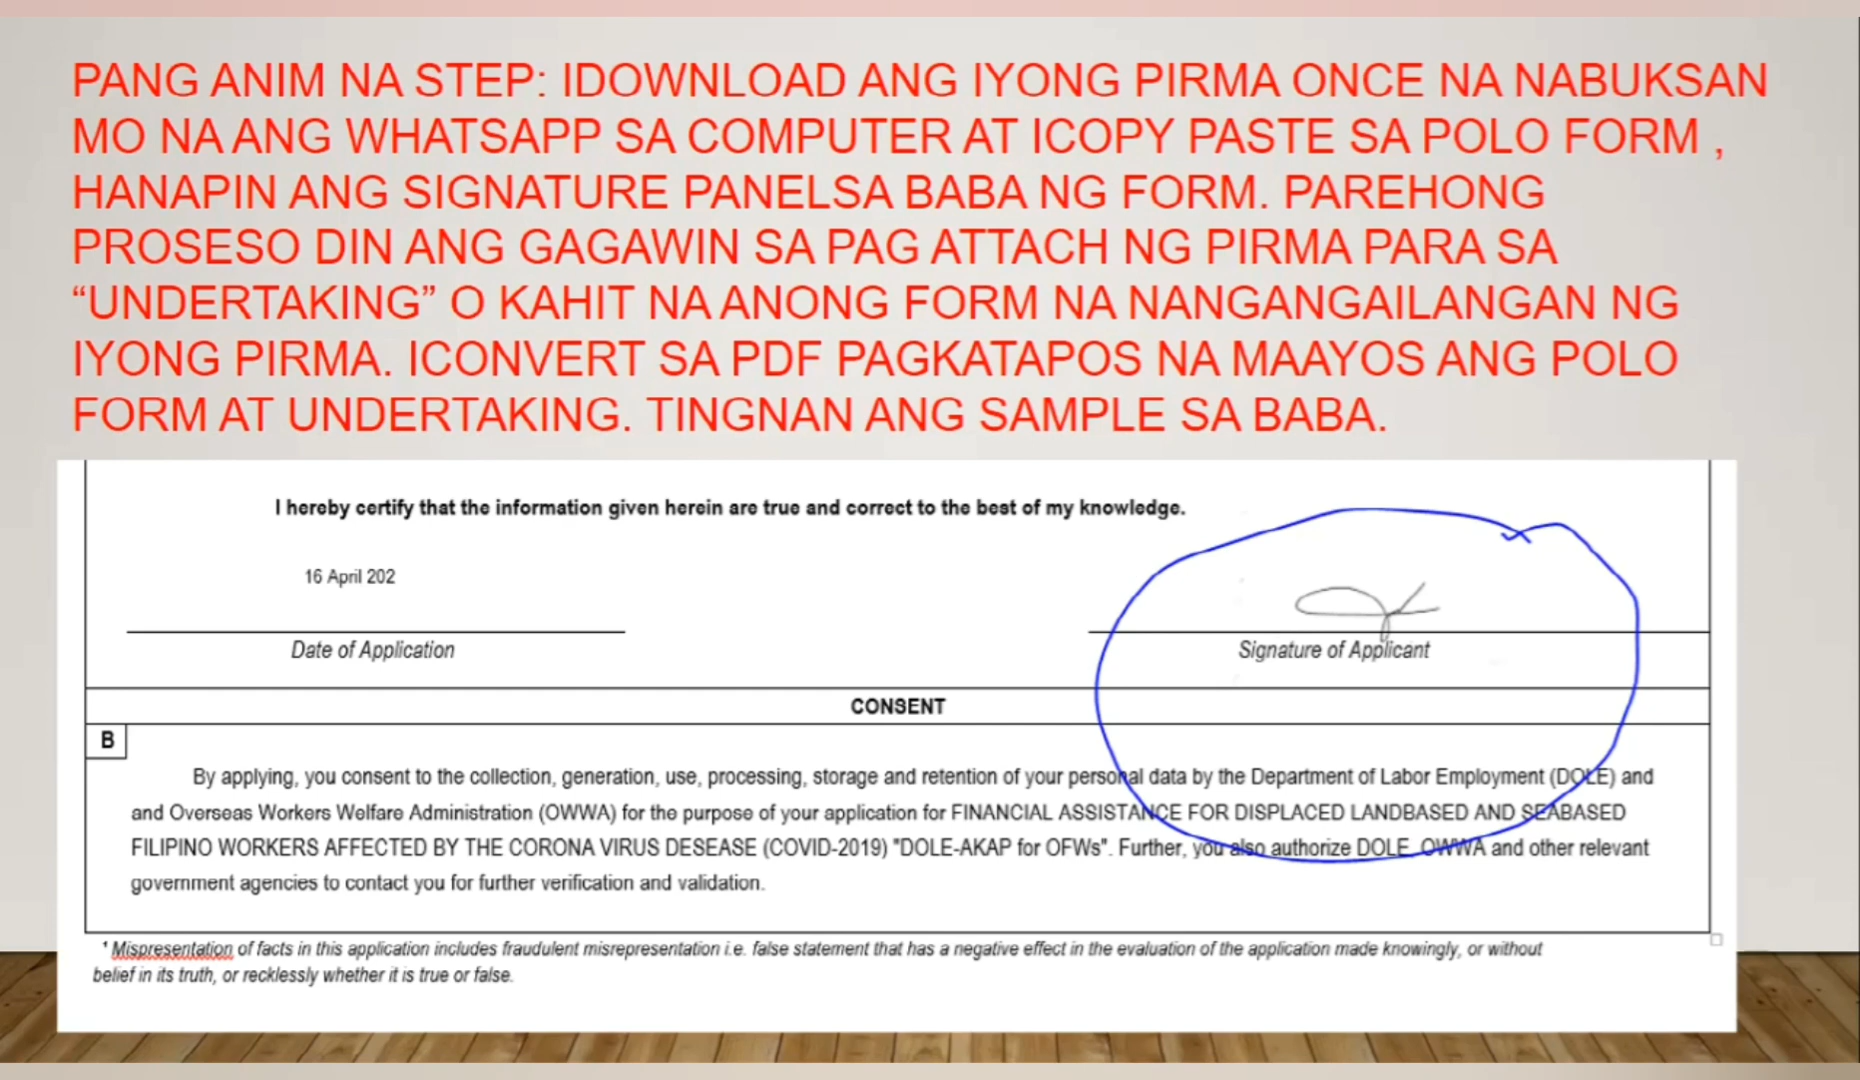 PANG ANIM NA STEP: IDOWNLOAD ANG IYONG PIRMA ONCE NA NABUKSAN
MO NA ANG WHATSAPP SA COMPUTER AT ICOPY PASTE SA POLO FORM ,
HANAPIN ANG SIGNATURE PANELSA BABA NG FORM. PAREHONG
PROSESO DIN ANG GAGAWIN SA PAG ATTACH NG PIRMA PARA SA
“UNDERTAKING” O KAHIT NA ANONG FORM NA NANGANGAILANGAN NG
IYONG PIRMA. ICONVERT SA PDF PAGKATAPOS NA MAAYOS ANG POLO
FORM AT UNDERTAKING. TINGNAN ANG SAMPLE SA BABA.
I hereby certify that the information given herein are true and correct to the best of my knowledge.
16 April 202
Date of Application Signature of Applicant
CONSENT
B
By applying, you consent to the collection, generation, use, processing, storage and retention of your personal data by the Department of Labor Employment (DOLE) and
and Overseas Workers Welfare Administration (OWWA) for the purpose of your application for FINANCIAL ASSISTANCE FOR DISPLACED LANDBASED AND SEABASED
FILIPINO WORKERS AFFECTED BY THE CORONA VIRUS DESEASE (COVID-2019) "DOLE-AKAP for OFWs". Further, you also authorize DOLE, OWWA and other relevant
government agencies to contact you for further verification and validation.
¹ Mispresentation of facts in this application includes fraudulent misrepresentation i.e. false statement that has a negative effect in the evaluation of the application made knowingly, or without
belief in its truth, or recklessly whether it is true or false.